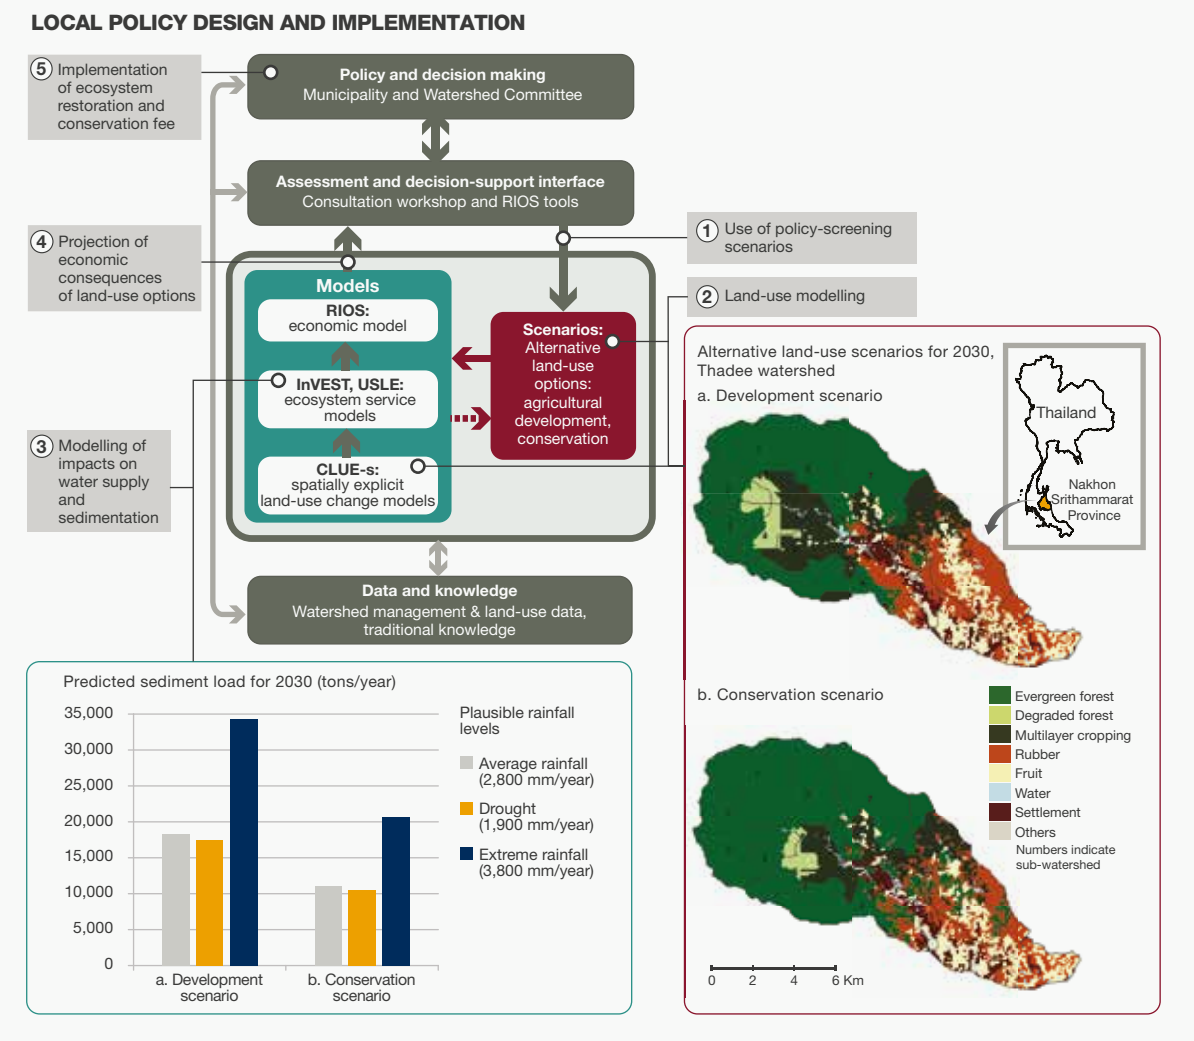 LOCAL POLICY DESIGN AND IMPLEMENTATION
5 Implementation
of ecosystem
restoration and
conservation fee
Policy and decision making
Municipality and Watershed Committee
Assessment and decision-support interface
Consultation workshop and RIOS tools
4 Projection of
economic
consequences
of land-use options
1 Use of policy-screening
scenarios
2 Land-use modelling
Models
RIOS:
economic model
InVEST, USLE:
ecosystem service
models
CLUE-s:
spatially explicit
land-use change models
Scenarios:
Alternative
land-use
options:
agricultural
development,
conservation
3 Modelling of
impacts on
water supply
and
sedimentation
Data and knowledge
Watershed management & land-use data,
traditional knowledge
Alternative land-use scenarios for 2030,
Thadee watershed
a. Development scenario
Thailand
Nakhon
Srithammarat
Province
b. Conservation scenario
Evergreen forest
Degraded forest
Multilayer cropping
Rubber
Fruit
Water
Settlement
Others
Numbers indicate
sub-watershed
0 2 4 6 Km
Predicted sediment load for 2030 (tons/year)
35,000
30,000
25,000
20,000
15,000
10,000
5,000
0
a. Development
scenario
b. Conservation
scenario
Plausible rainfall
levels
Average rainfall
(2,800 mm/year)
Drought
(1,900 mm/year)
Extreme rainfall
(3,800 mm/year)